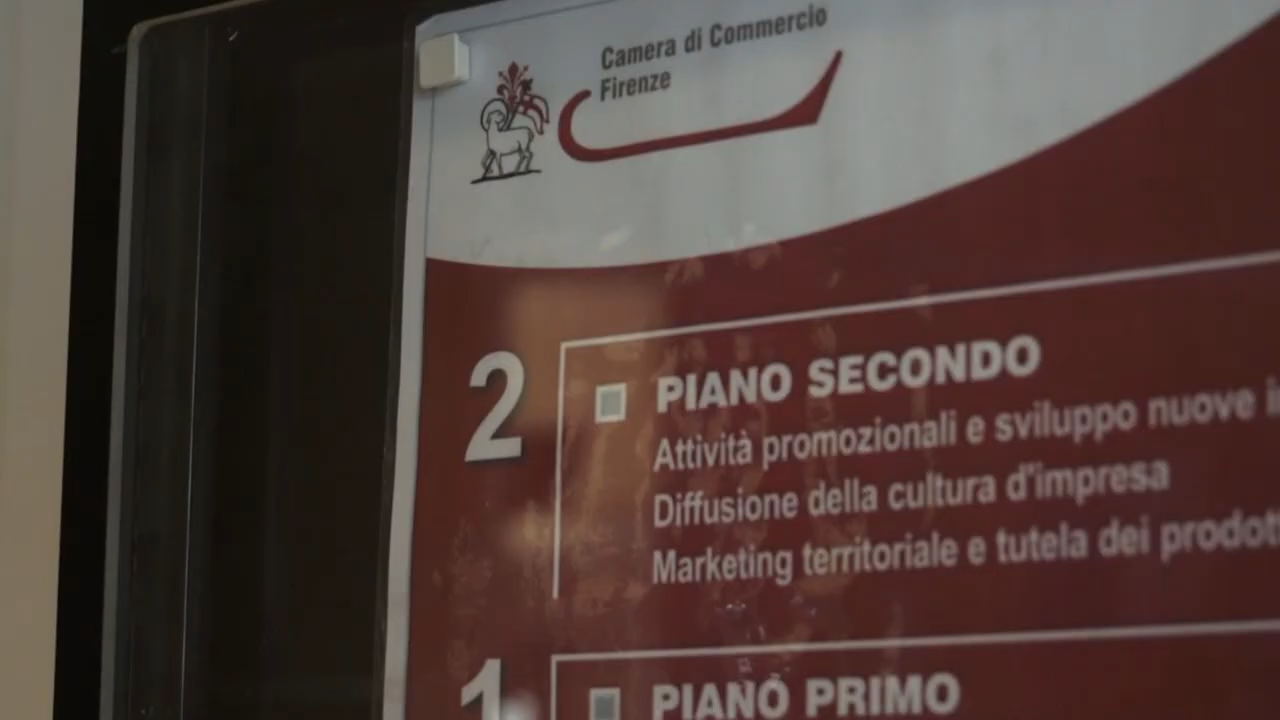 Camera di Commercio
Firenze
2
PIANO SECONDO
Attività promozionali e sviluppo nuove
Diffusione della cultura d'impresa
Marketing territoriale e tutela dei
1
PIANO PRIMO